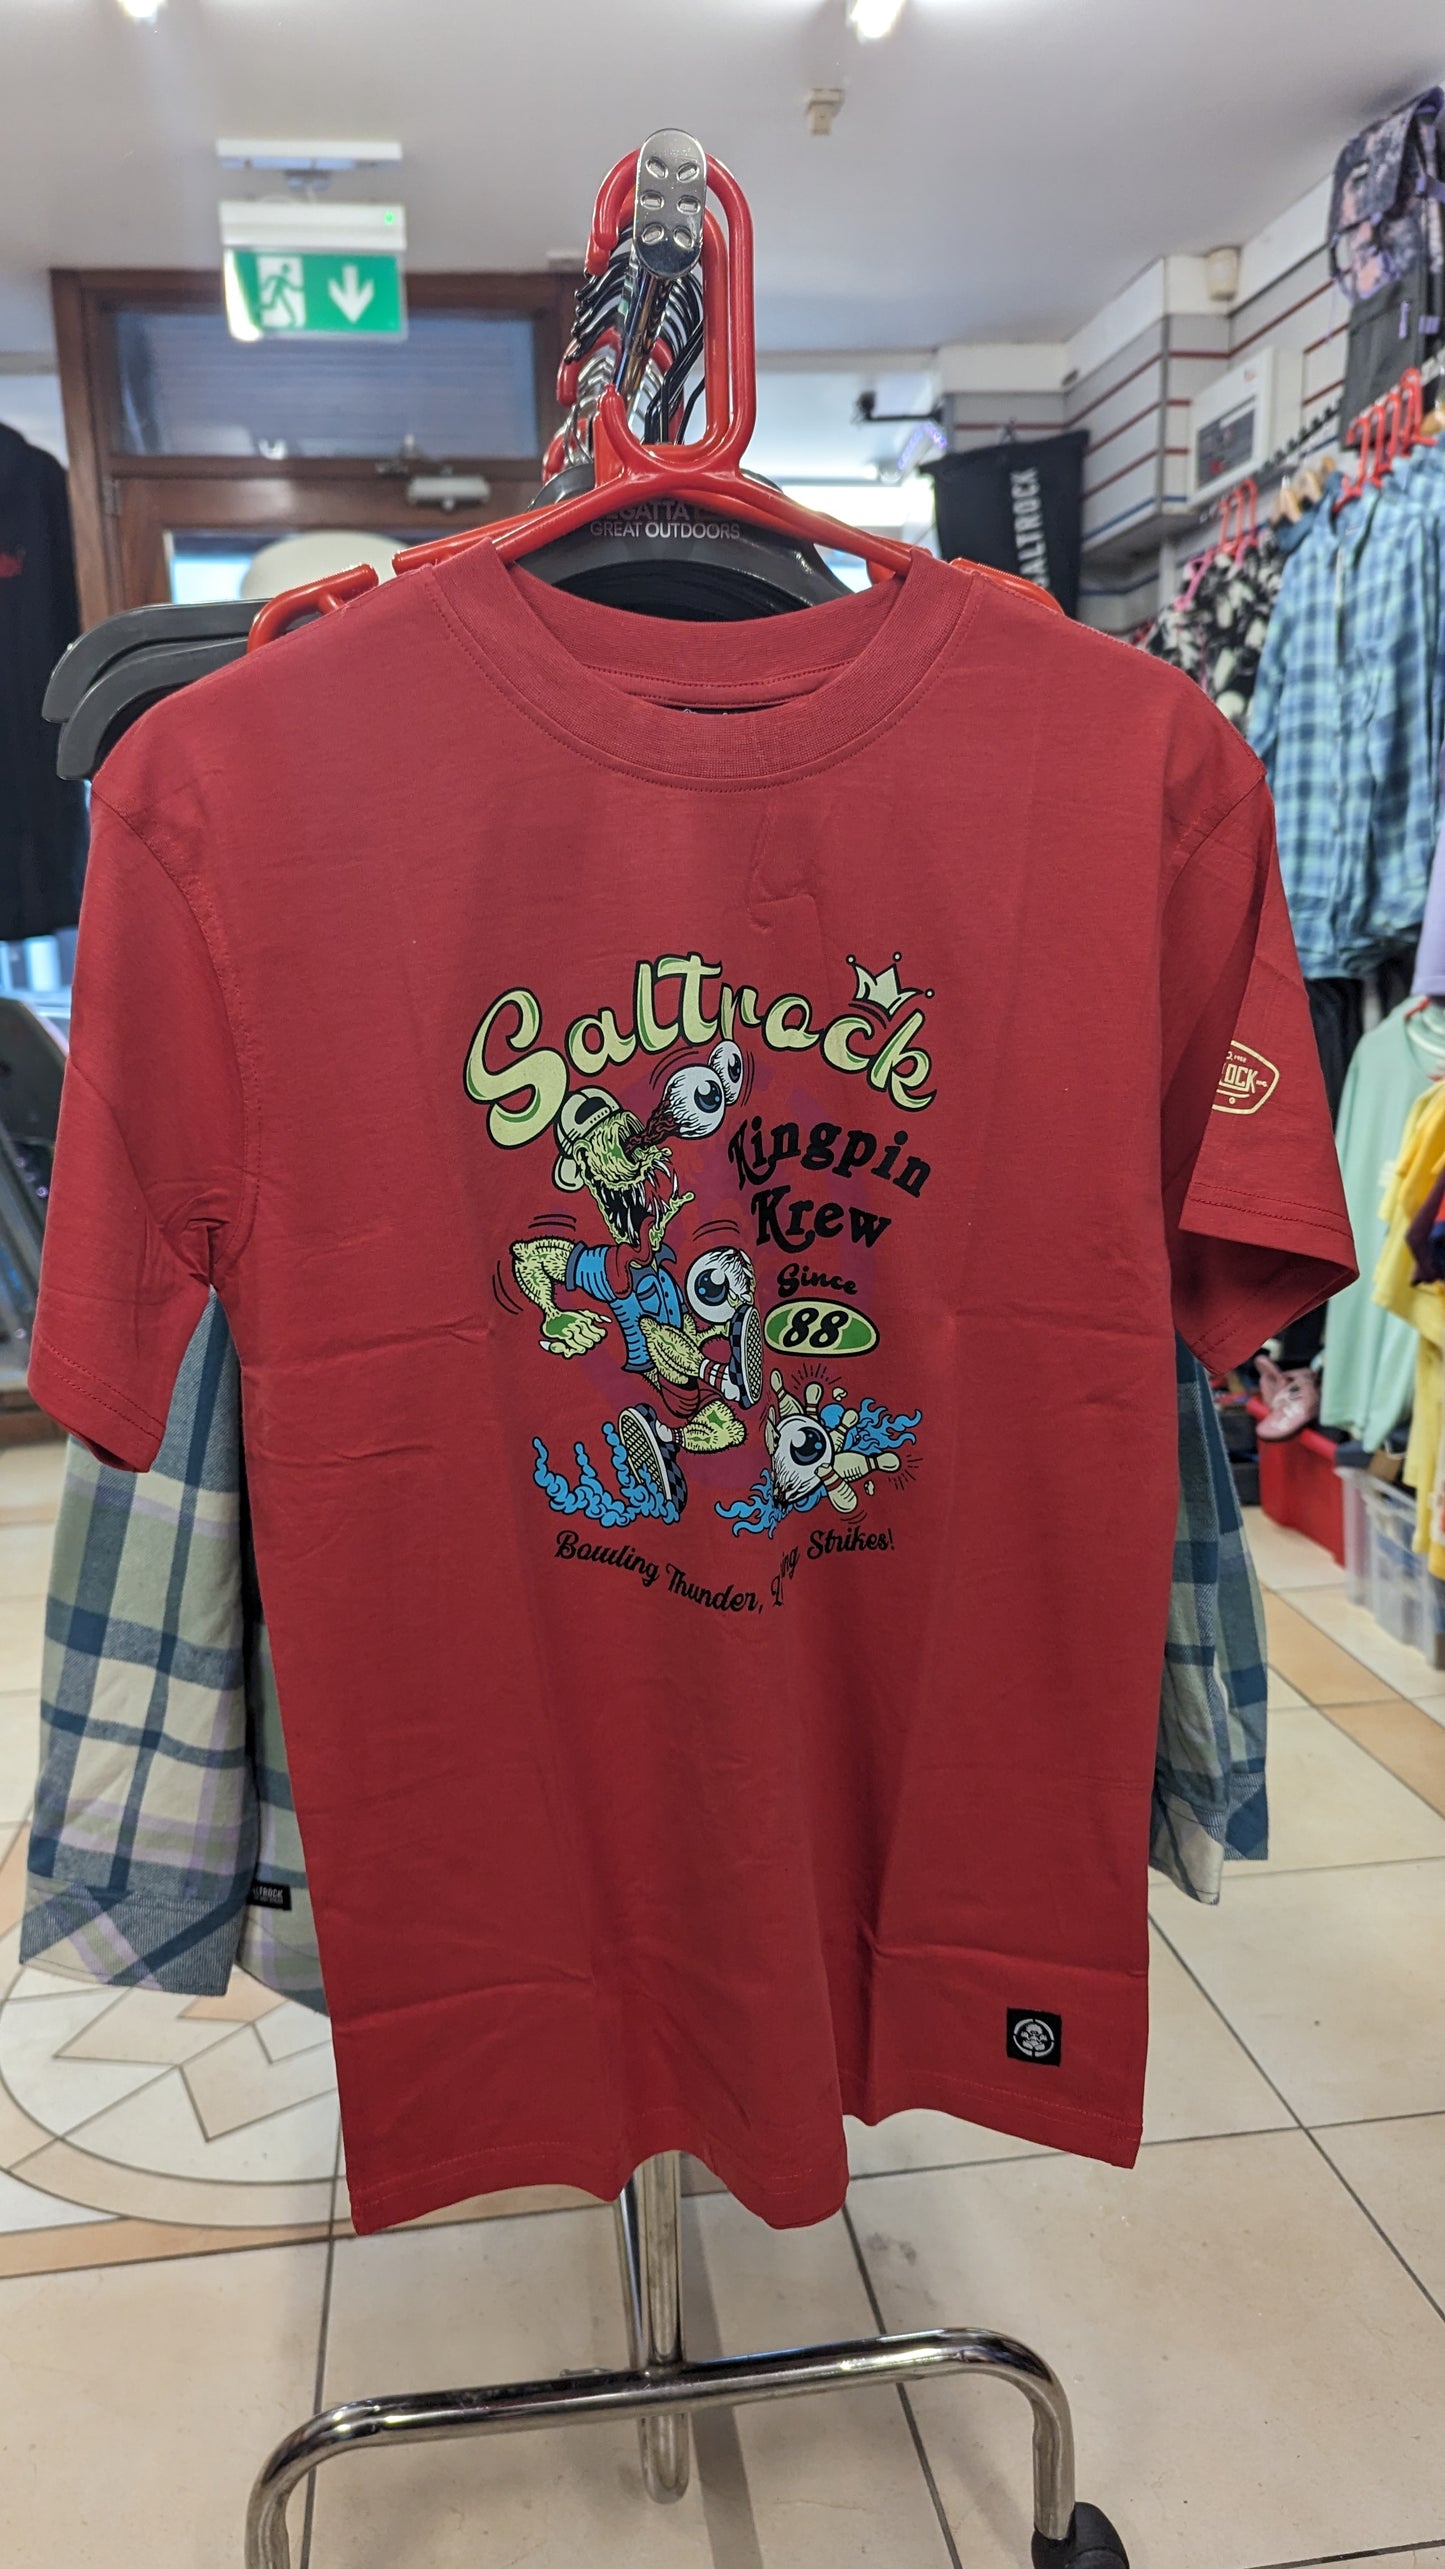 GREAT OUTDOORS
SALTROCK
Saltrock
Kingpin
Krew
Since
88
Bowling Thunder, Strikes!